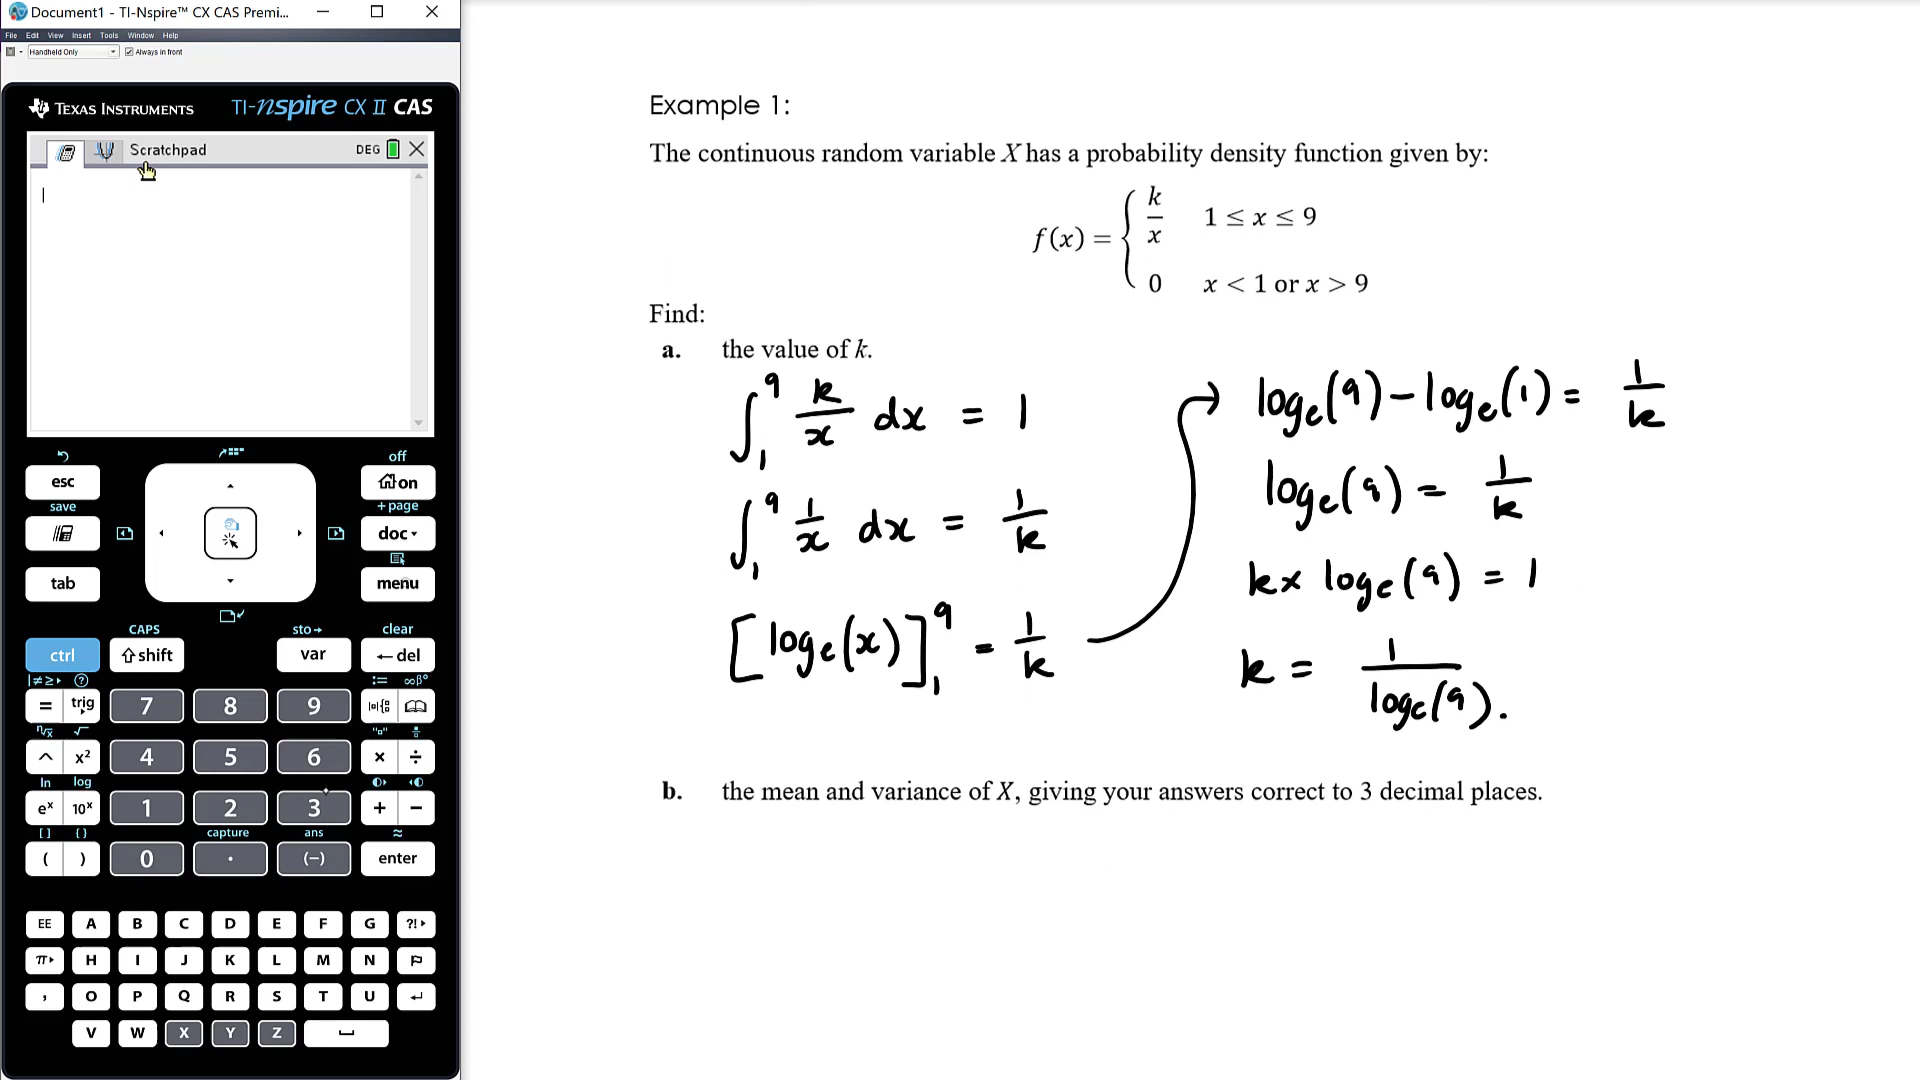 Document1 - TI-Nspire™ CX CAS Premi...
File Edit View Insert Tools Window Help
Handheld Only Always in front
TEXAS INSTRUMENTS TI-nspire CX II CAS
Scratchpad DEG
off
esc on
save + page
doc
tab menu
CAPS sto→ clear
ctrl shift var ←del
|≠≥▸ ? := ∞β°
= trig 7 8 9 |□|{
ⁿ√x √ "□"
^ x² 4 5 6 × ÷
ln log
eˣ 10ˣ 1 2 3 + −
[ ] { } capture ans ≈
( ) 0 . (−) enter
EE A B C D E F G ?!▸
π▸ H I J K L M N
, O P Q R S T U ↵
V W X Y Z
Example 1:
The continuous random variable X has a probability density function given by:
f(x) = { k/x 1 ≤ x ≤ 9
0 x < 1 or x > 9
Find:
a. the value of k.
∫₁⁹ k/x dx = 1
∫₁⁹ 1/x dx = 1/k
[logₑ(x)]₁⁹ = 1/k
logₑ(9) − logₑ(1) = 1/k
logₑ(9) = 1/k
k × logₑ(9) = 1
k = 1/logₑ(9).
b. the mean and variance of X, giving your answers correct to 3 decimal places.